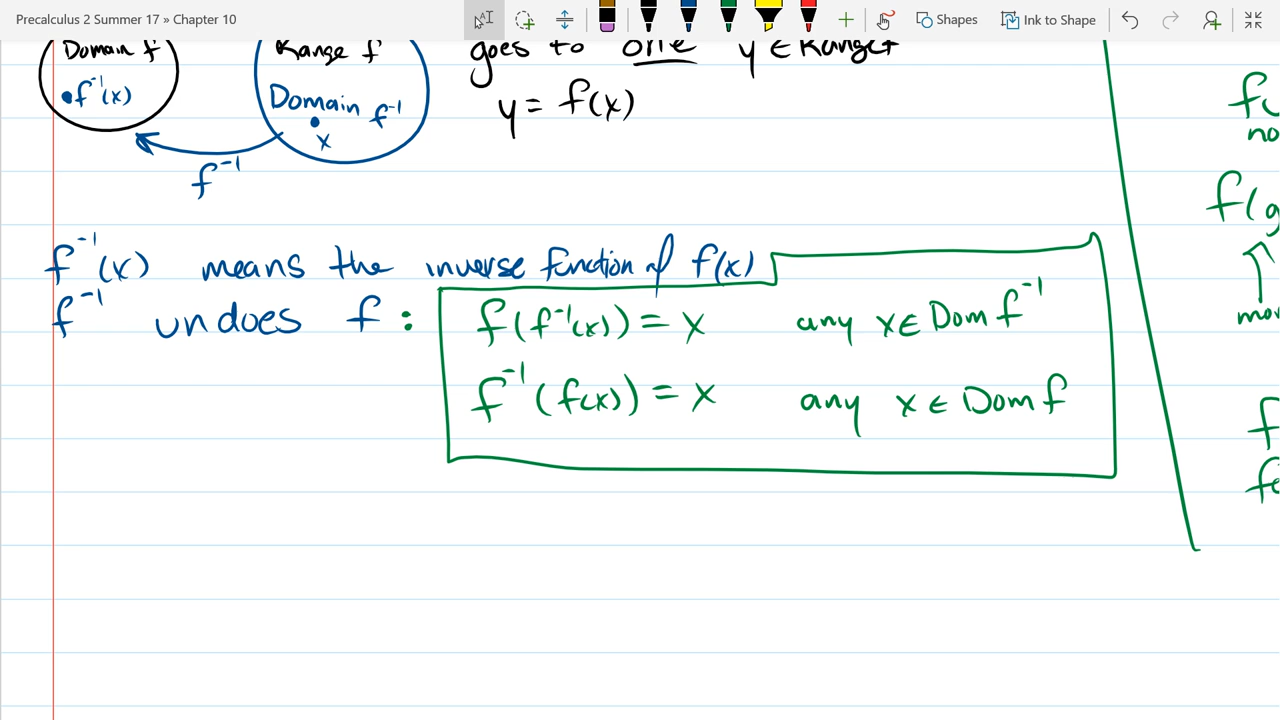 Precalculus 2 Summer 17 » Chapter 10
Shapes
Ink to Shape
Domain f
Range f
goes to one y ∈ Range f
•f⁻¹(x)
Domain f⁻¹
x
y = f(x)
f⁻¹
f⁻¹(x) means the inverse function of f(x)
f⁻¹ undoes f :
f(f⁻¹(x)) = x any x ∈ Dom f⁻¹
f⁻¹(f(x)) = x any x ∈ Dom f
no
f(g
f